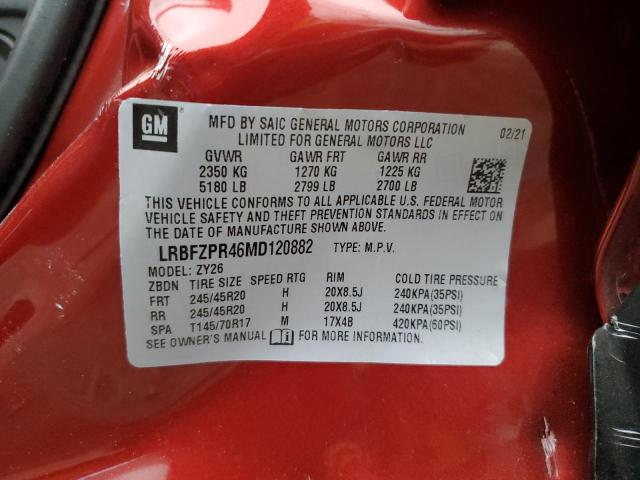 GM
MFD BY SAIC GENERAL MOTORS CORPORATION 02/21
LIMITED FOR GENERAL MOTORS LLC
GVWR GAWR FRT GAWR RR
2350 KG 1270 KG 1225 KG
5180 LB 2799 LB 2700 LB
THIS VEHICLE CONFORMS TO ALL APPLICABLE U.S. FEDERAL MOTOR
VEHICLE SAFETY AND THEFT PREVENTION STANDARDS IN EFFECT ON
THE DATE OF MANUFACTURE SHOWN ABOVE.
LRBFZPR46MD120882 TYPE: M.P.V.
MODEL: ZY26
ZBDN TIRE SIZE SPEED RTG RIM COLD TIRE PRESSURE
FRT 245/45R20 H 20X8.5J 240KPA(35PSI)
RR 245/45R20 H 20X8.5J 240KPA(35PSI)
SPA T145/70R17 M 17X4B 420KPA(60PSI)
SEE OWNER'S MANUAL FOR MORE INFORMATION